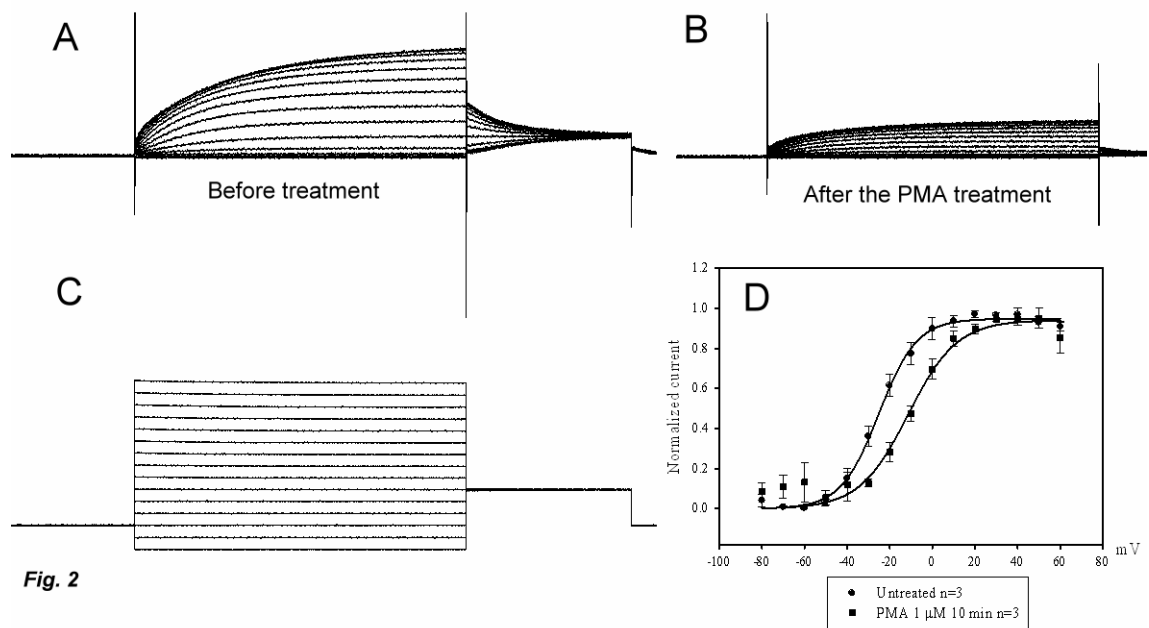 A
B
Before treatment
After the PMA treatment
C
D
1.2
1.0
0.8
0.6
0.4
0.2
0.0
Normalized current
-100 -80 -60 -40 -20 0 20 40 60 80
mV
Untreated n=3
PMA 1 μM 10 min n=3
Fig. 2